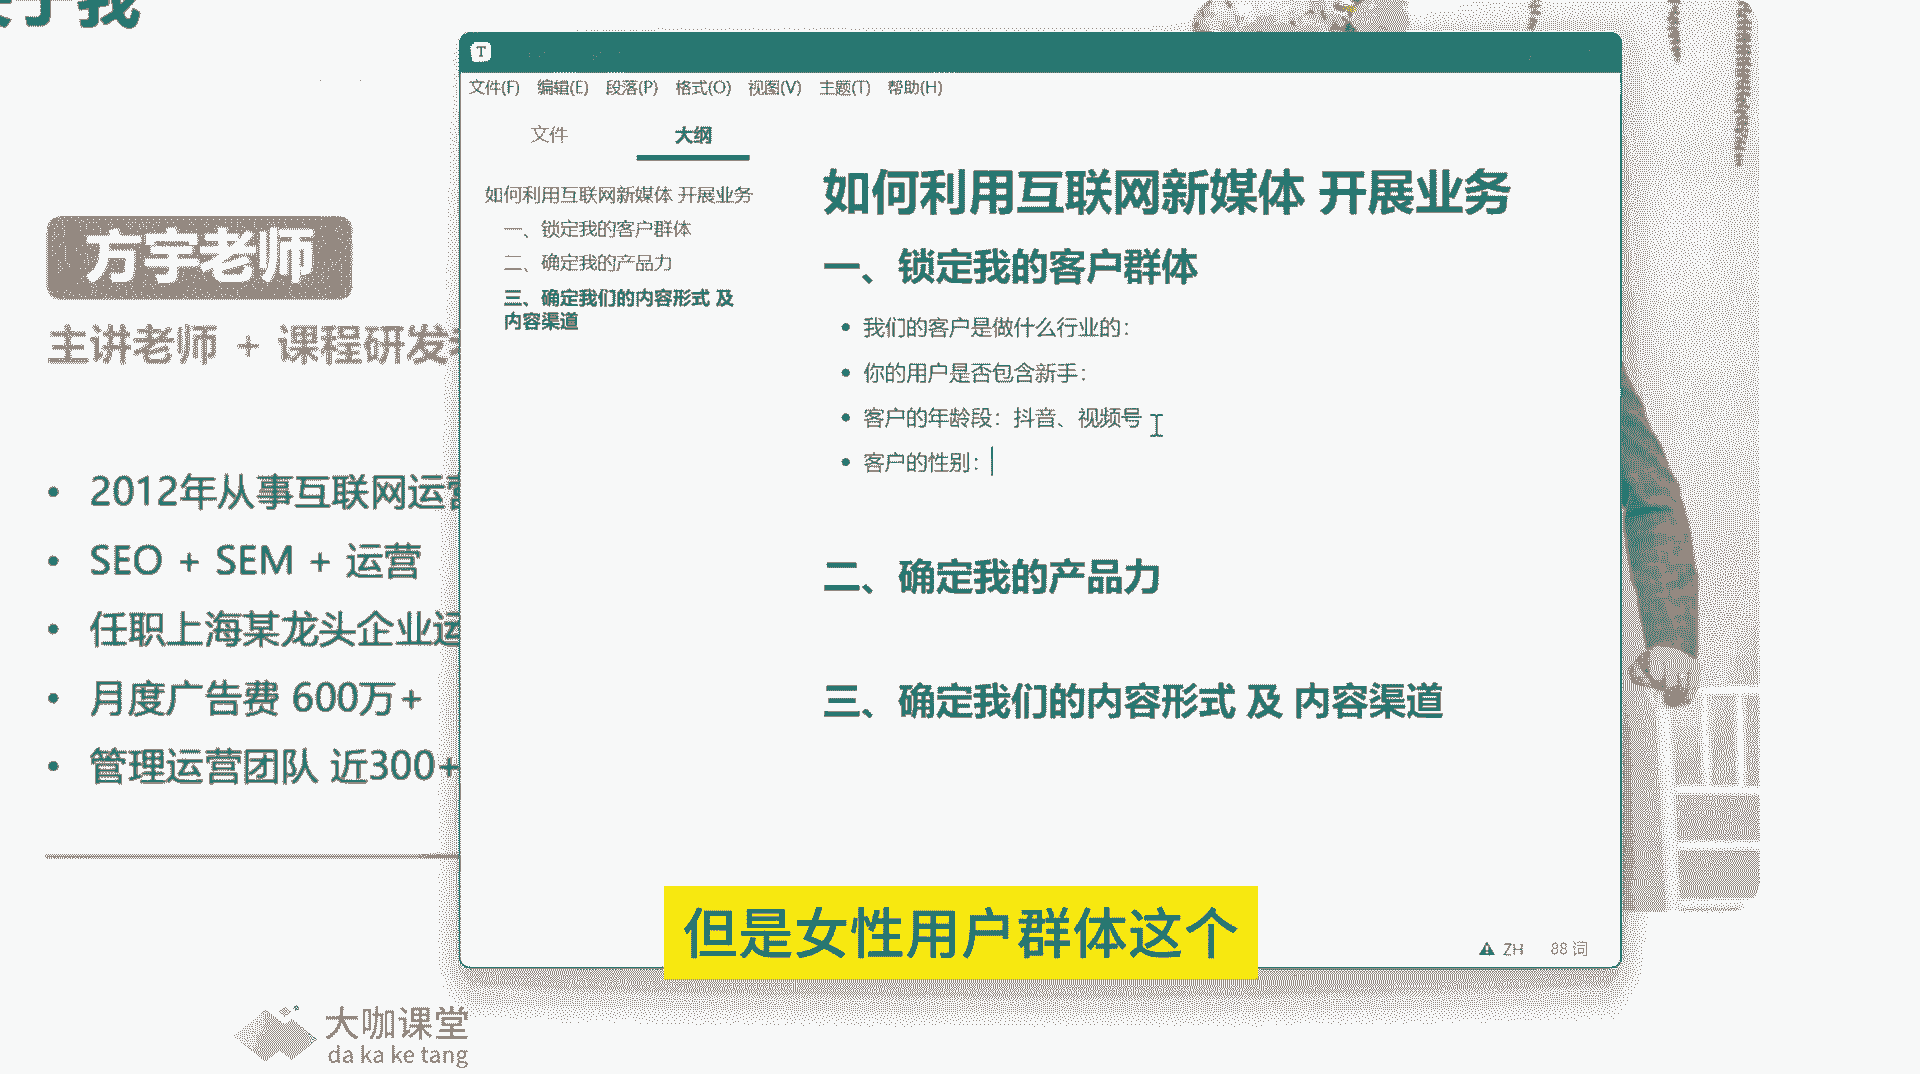 于我
方宇老师
主讲老师 + 课程研发
2012年从事互联网运营
SEO + SEM + 运营
任职上海某龙头企业运
月度广告费 600万+
管理运营团队 近300+
大咖课堂
da ka ke tang
T
文件(F) 编辑(E) 段落(P) 格式(O) 视图(V) 主题(T) 帮助(H)
文件 大纲
如何利用互联网新媒体 开展业务
一、锁定我的客户群体
二、确定我的产品力
三、确定我们的内容形式 及
内容渠道
如何利用互联网新媒体 开展业务
一、锁定我的客户群体
我们的客户是做什么行业的：
你的用户是否包含新手：
客户的年龄段：抖音、视频号
客户的性别：
二、确定我的产品力
三、确定我们的内容形式 及 内容渠道
ZH 88 词
但是女性用户群体这个